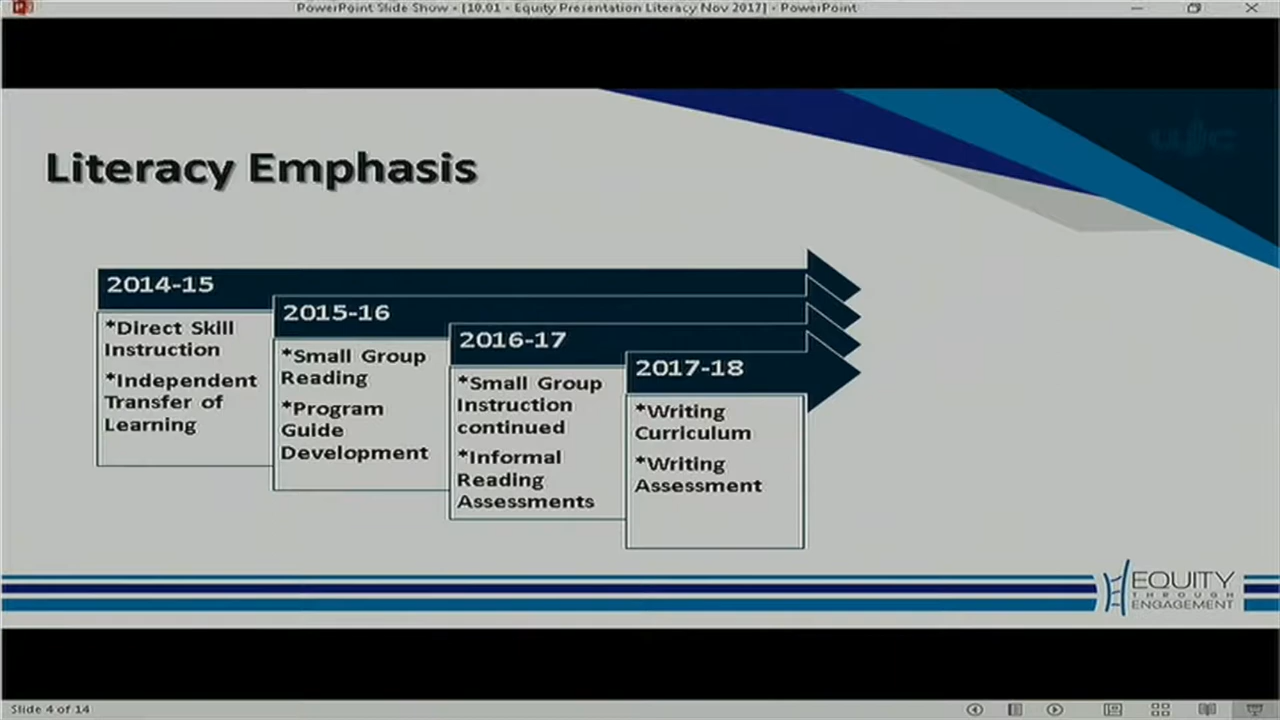 PowerPoint Slide Show - [10.01 - Equity Presentation Literacy Nov 2017] - PowerPoint
Literacy Emphasis
2014-15
*Direct Skill
Instruction
*Independent
Transfer of
Learning
2015-16
*Small Group
Reading
*Program
Guide
Development
2016-17
*Small Group
Instruction
continued
*Informal
Reading
Assessments
2017-18
*Writing
Curriculum
*Writing
Assessment
EQUITY
THROUGH
ENGAGEMENT
Slide 4 of 14